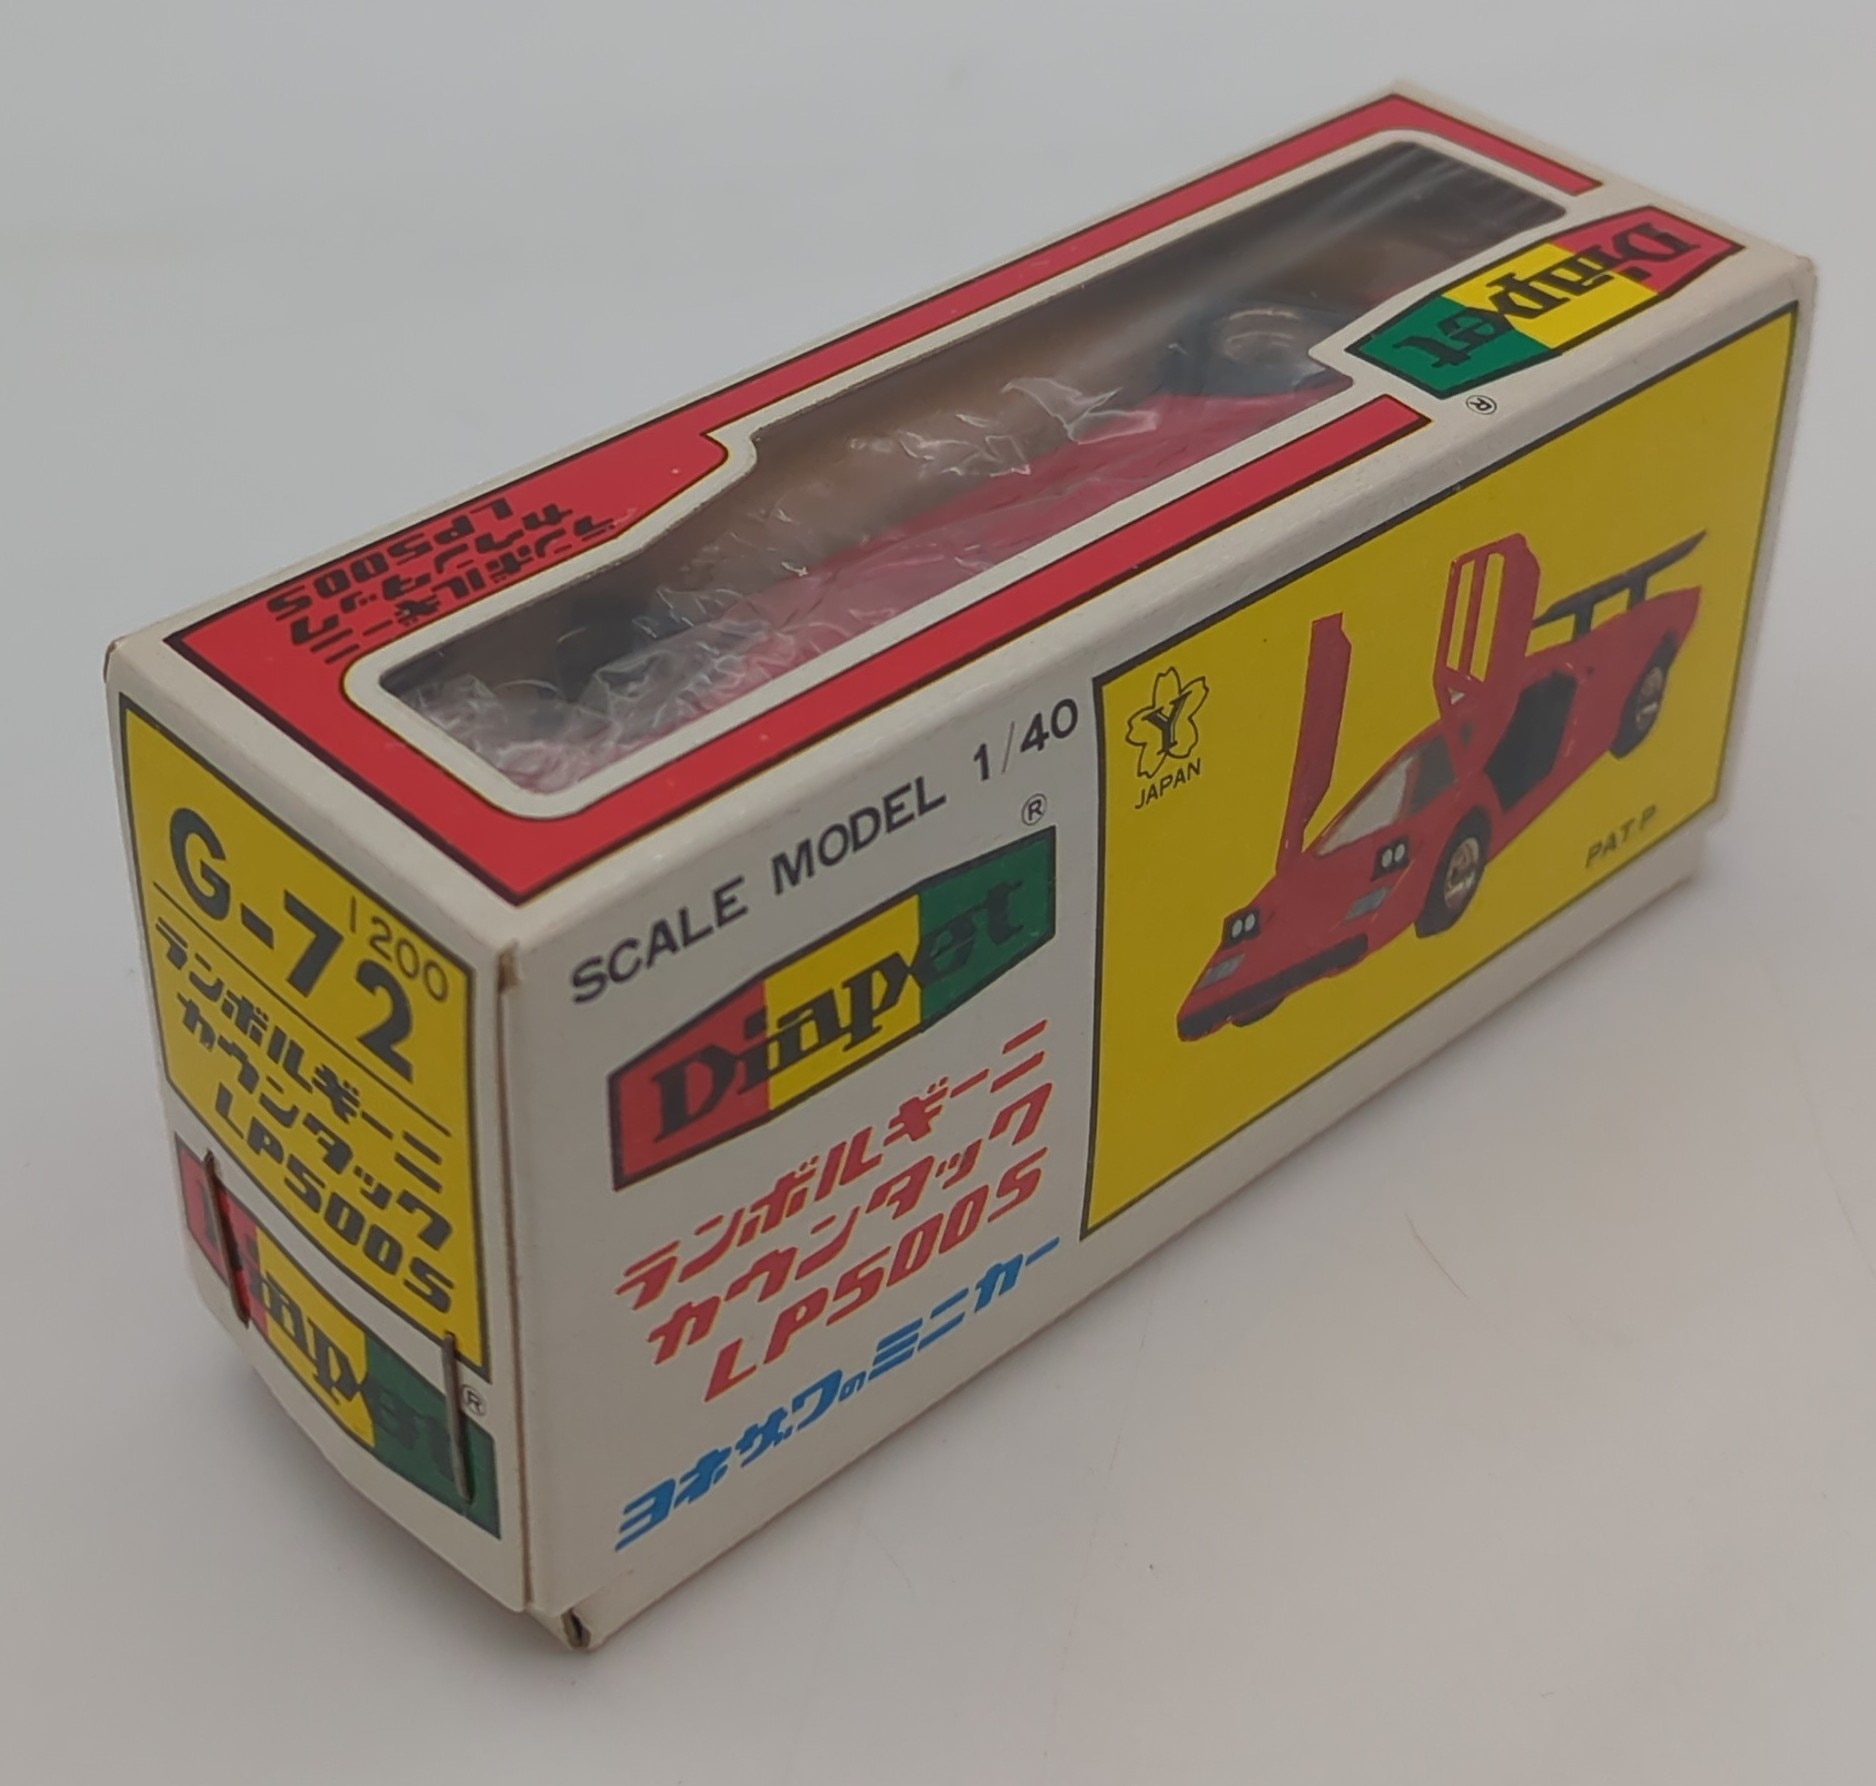 ランボルギーニ
カウンタック
LP500S
Diapet
®
SCALE MODEL 1/40
®
Diapet
ランボルギーニ
カウンタック
LP500S
ヨネザワのミニカー
Y
JAPAN
PAT.P
1200
G-72
ランボルギーニ
カウンタック
LP500S
Diapet
®